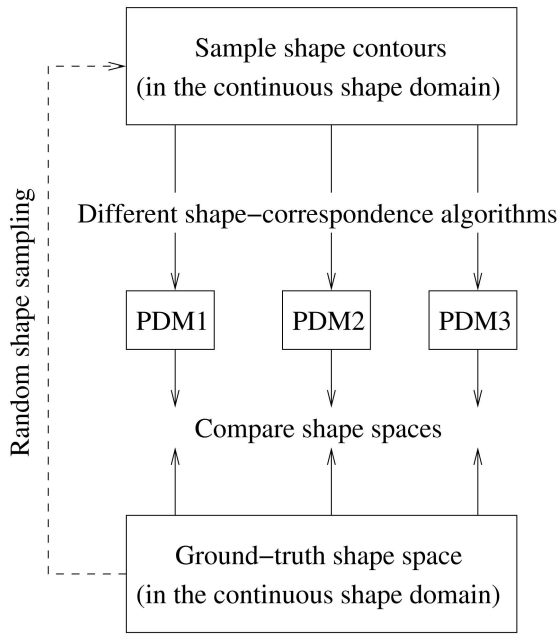 Sample shape contours
(in the continuous shape domain)
Random shape sampling
Different shape−correspondence algorithms
PDM1
PDM2
PDM3
Compare shape spaces
Ground−truth shape space
(in the continuous shape domain)